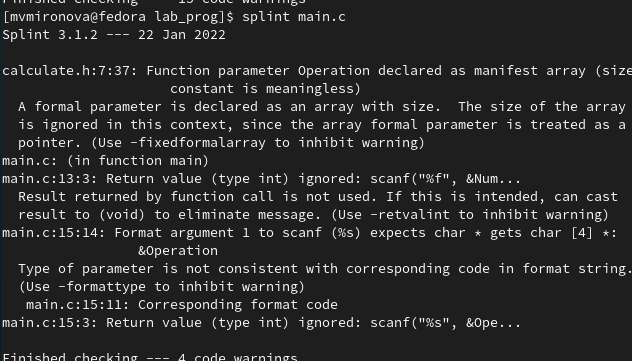 Finished checking --- 15 code warnings
[mvmironova@fedora lab_prog]$ splint main.c
Splint 3.1.2 --- 22 Jan 2022

calculate.h:7:37: Function parameter Operation declared as manifest array (size
                     constant is meaningless)
  A formal parameter is declared as an array with size.  The size of the array
  is ignored in this context, since the array formal parameter is treated as a
  pointer. (Use -fixedformalarray to inhibit warning)
main.c: (in function main)
main.c:13:3: Return value (type int) ignored: scanf("%f", &Num...
  Result returned by function call is not used. If this is intended, can cast
  result to (void) to eliminate message. (Use -retvalint to inhibit warning)
main.c:15:14: Format argument 1 to scanf (%s) expects char * gets char [4] *:
                 &Operation
  Type of parameter is not consistent with corresponding code in format string.
  (Use -formattype to inhibit warning)
   main.c:15:11: Corresponding format code
main.c:15:3: Return value (type int) ignored: scanf("%s", &Ope...

Finished checking --- 4 code warnings